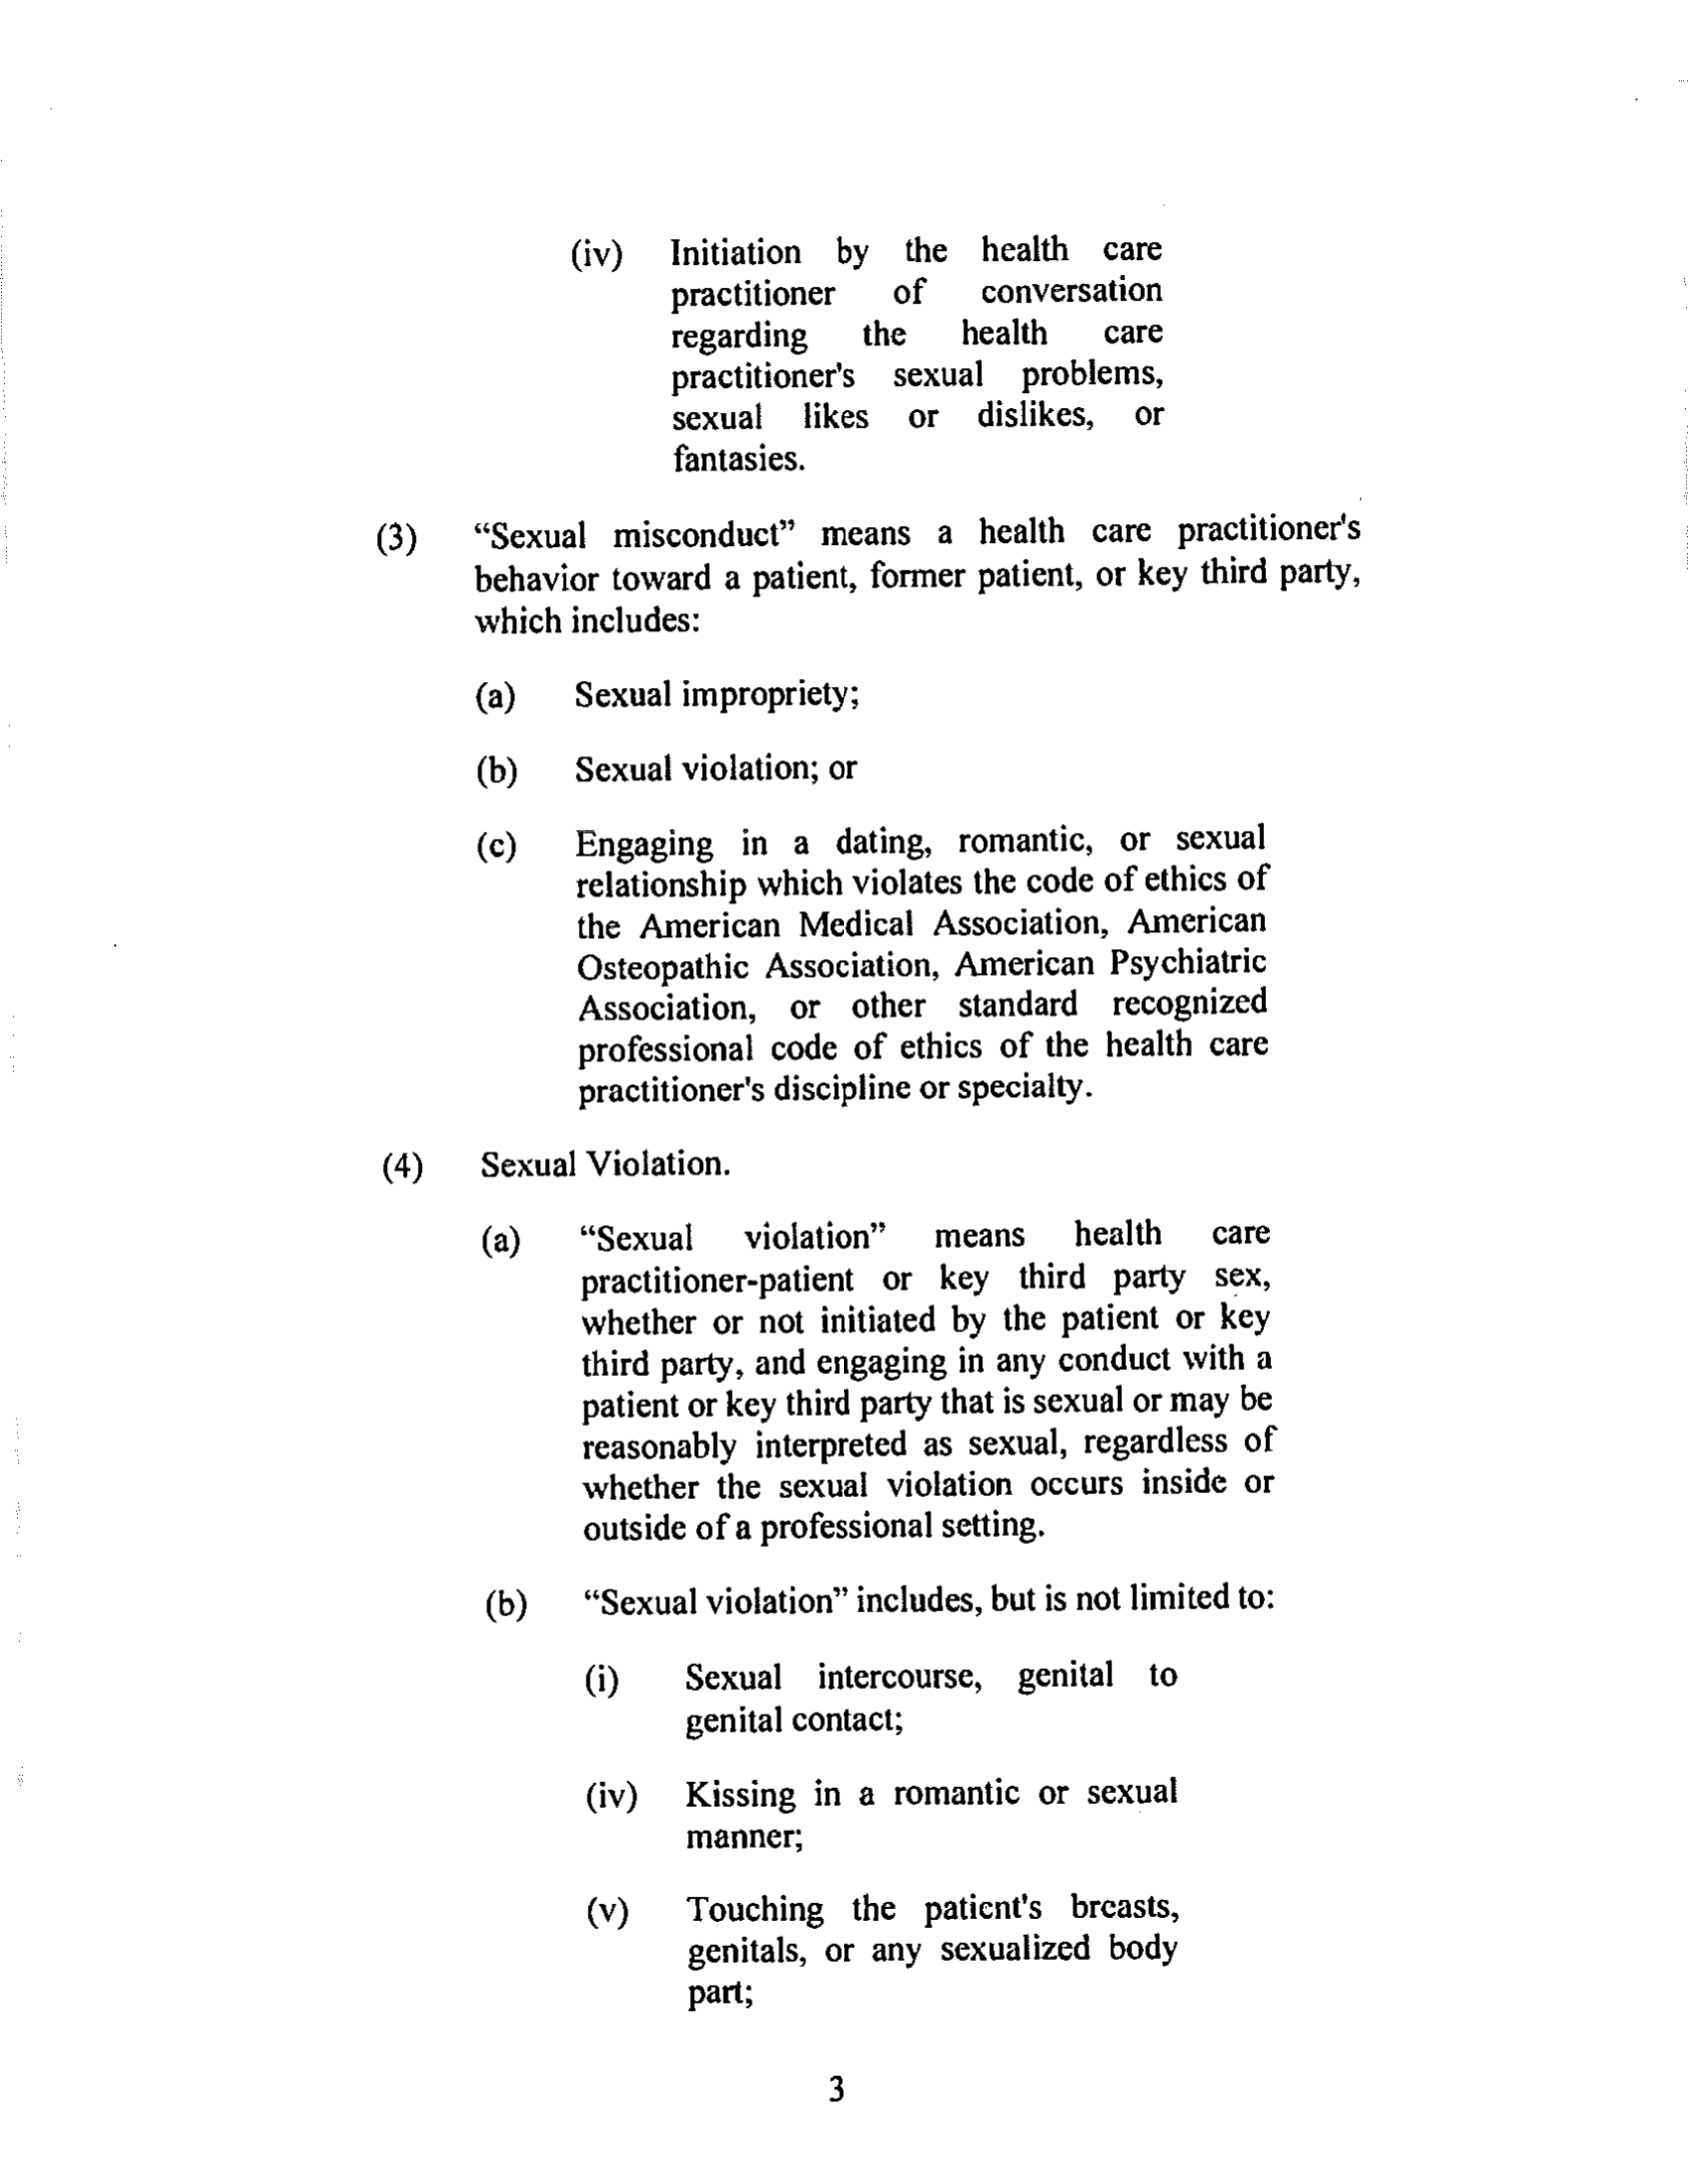 (iv) Initiation by the health care
practitioner of conversation
regarding the health care
practitioner's sexual problems,
sexual likes or dislikes, or
fantasies.
(3) “Sexual misconduct” means a health care practitioner's
behavior toward a patient, former patient, or key third party,
which includes:
(a) Sexual impropriety;
(b) Sexual violation; or
(c) Engaging in a dating, romantic, or sexual
relationship which violates the code of ethics of
the American Medical Association, American
Osteopathic Association, American Psychiatric
Association, or other standard recognized
professional code of ethics of the health care
practitioner's discipline or specialty.
(4) Sexual Violation.
(a) “Sexual violation” means health care
practitioner-patient or key third party sex,
whether or not initiated by the patient or key
third party, and engaging in any conduct with a
patient or key third party that is sexual or may be
reasonably interpreted as sexual, regardless of
whether the sexual violation occurs inside or
outside of a professional setting.
(b) “Sexual violation” includes, but is not limited to:
(i) Sexual intercourse, genital to
genital contact;
(iv) Kissing in a romantic or sexual
manner;
(v) Touching the patient's breasts,
genitals, or any sexualized body
part;
3